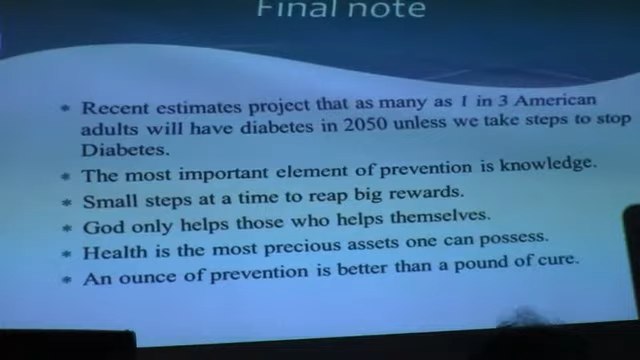 Final note
* Recent estimates project that as many as 1 in 3 American
adults will have diabetes in 2050 unless we take steps to stop
Diabetes.
* The most important element of prevention is knowledge.
* Small steps at a time to reap big rewards.
* God only helps those who helps themselves.
* Health is the most precious assets one can possess.
* An ounce of prevention is better than a pound of cure.